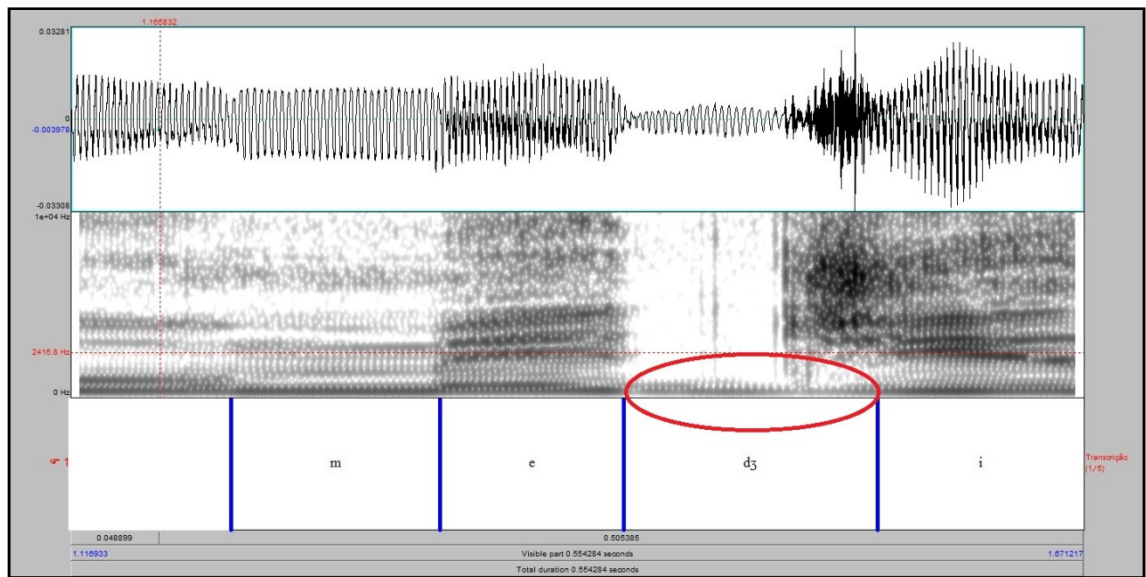 1.165832
0.03281
0
-0.003978
-0.03308
1e+04 Hz
2416.8 Hz
0 Hz
☞ 1
m e dʒ i
Transcrição
(1/5)
0.048899 0.505385
1.116933 Visible part 0.554284 seconds 1.671217
Total duration 0.554284 seconds